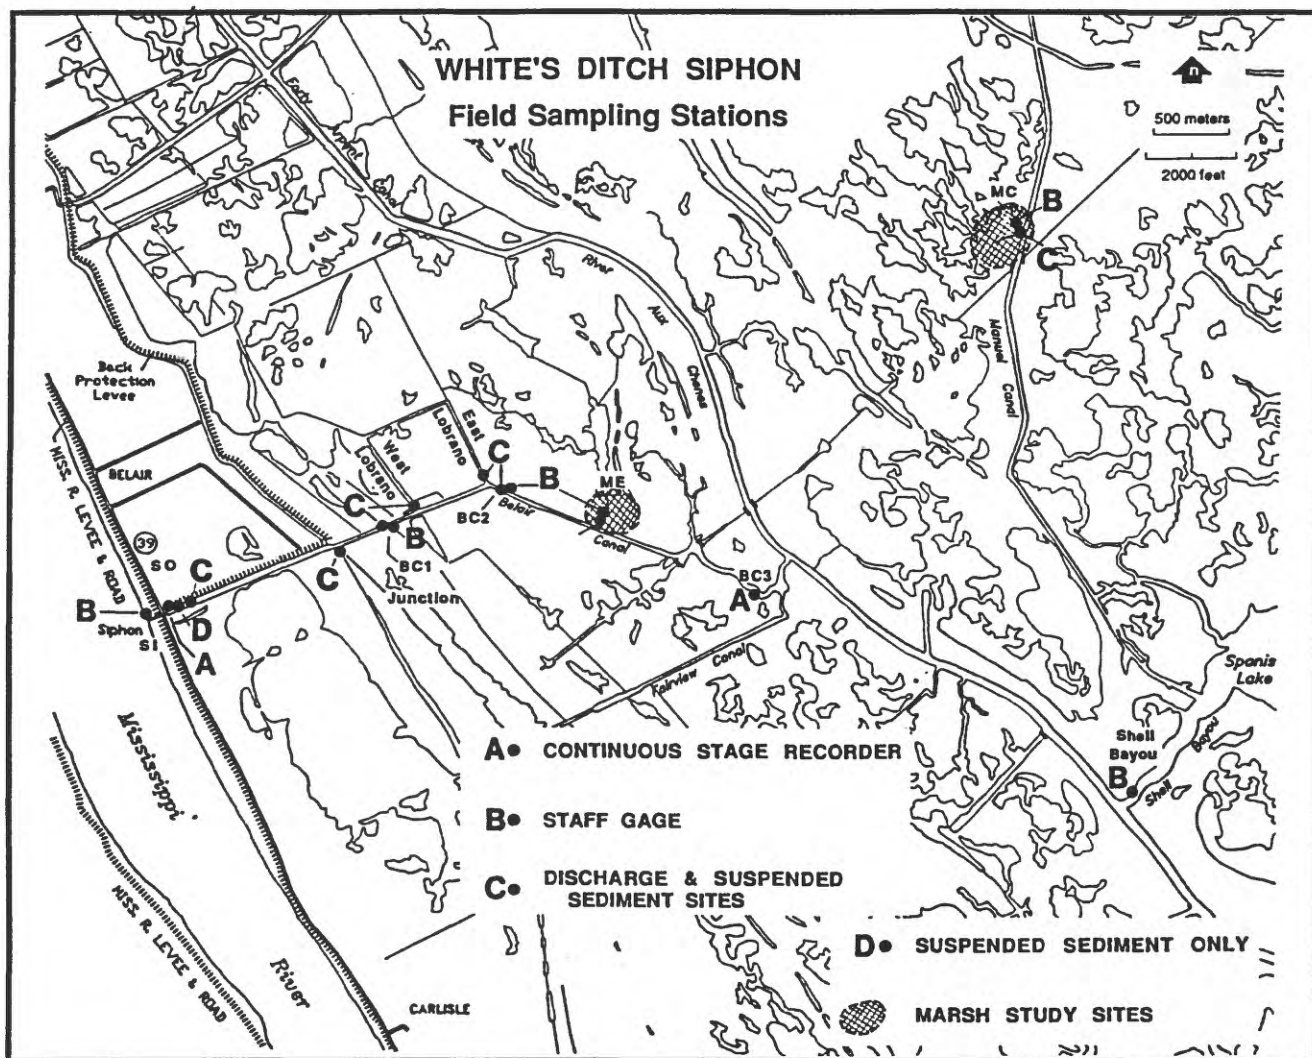 WHITE'S DITCH SIPHON
Field Sampling Stations
n
500 meters
2000 feet
MC
B
C
Forty
Arpent
Canal
River
Aux
Chenes
Manuel
Canal
Back
Protection
Levee
MISS. R. LEVEE & ROAD
BELAIR
39
SO
C
B
Siphon
SI
D
A
C
C
West
Lobrano
East
Lobrano
B
BC1
Junction
C
B
BC2
Belair
Canal
ME
BC3
A
Fairview Canal
Spanis
Lake
Shell
Bayou
B
Shell
Bayou
Mississippi
River
MISS. R. LEVEE & ROAD
CARLISLE
A CONTINUOUS STAGE RECORDER
B STAFF GAGE
C DISCHARGE & SUSPENDED
SEDIMENT SITES
D SUSPENDED SEDIMENT ONLY
MARSH STUDY SITES